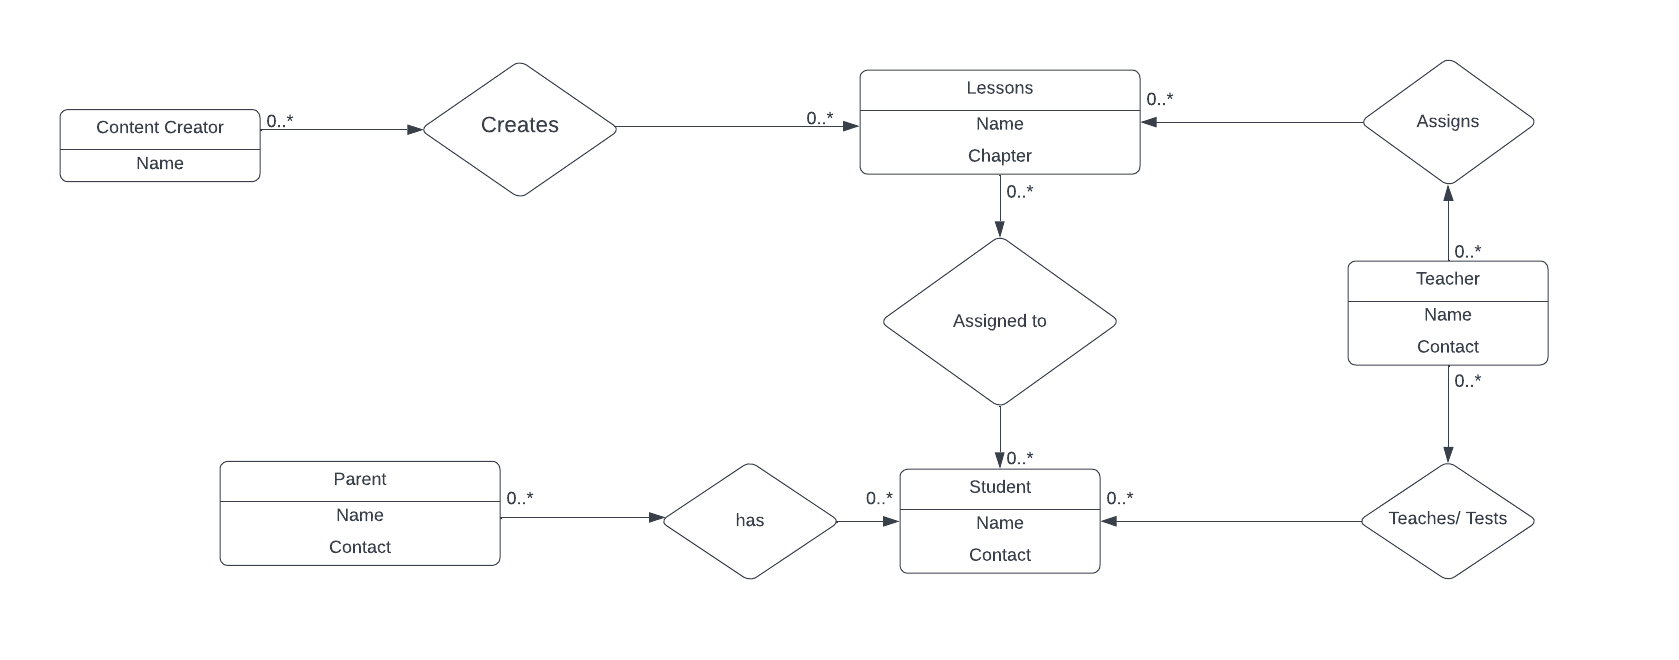 Content Creator
Name
0..*
Creates
0..*
Lessons
Name
Chapter
0..*
0..*
Assigns
Assigned to
0..*
0..*
Teacher
Name
Contact
0..*
Parent
Name
Contact
0..*
has
0..*
Student
Name
Contact
0..*
Teaches/ Tests